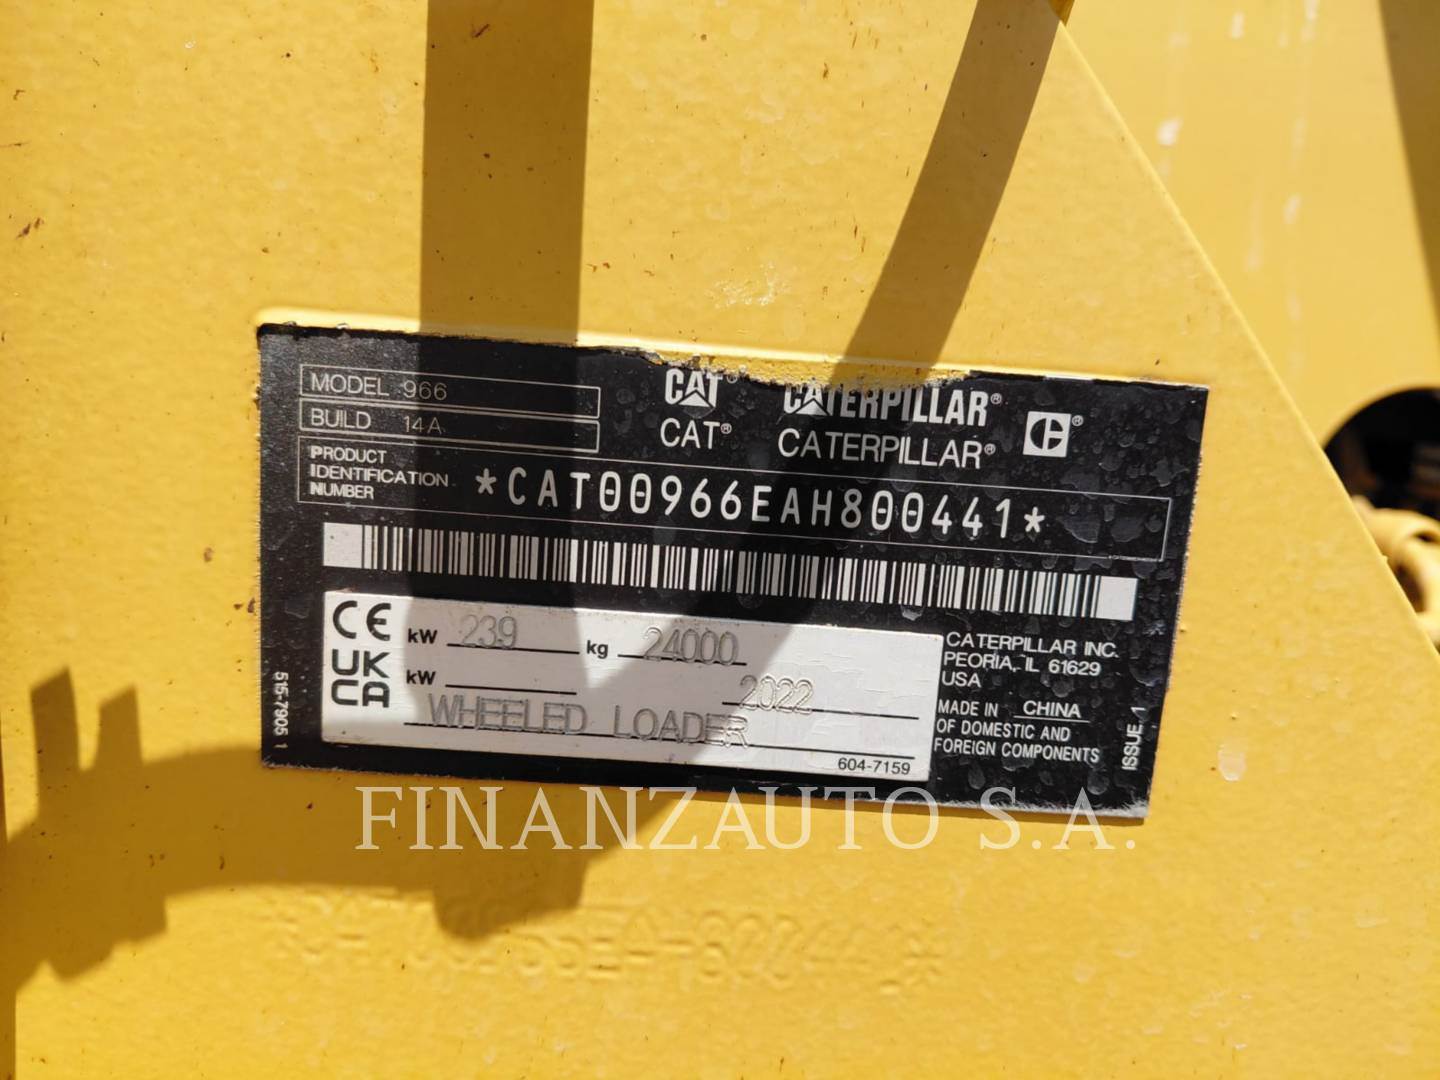 MODEL 966
BUILD 14A
CAT®
CAT®
CATERPILLAR®
CATERPILLAR®
C®
PRODUCT
IDENTIFICATION
NUMBER
*CAT00966EAH800441*
CE
UK
CA
kW 239 kg 24000
kW 2022
WHEELED LOADER
604-7159
CATERPILLAR INC.
PEORIA, IL 61629
USA
MADE IN CHINA
OF DOMESTIC AND
FOREIGN COMPONENTS
ISSUE 1
515-7905 1
FINANZAUTO S.A.
*CAT00966EAH800441*